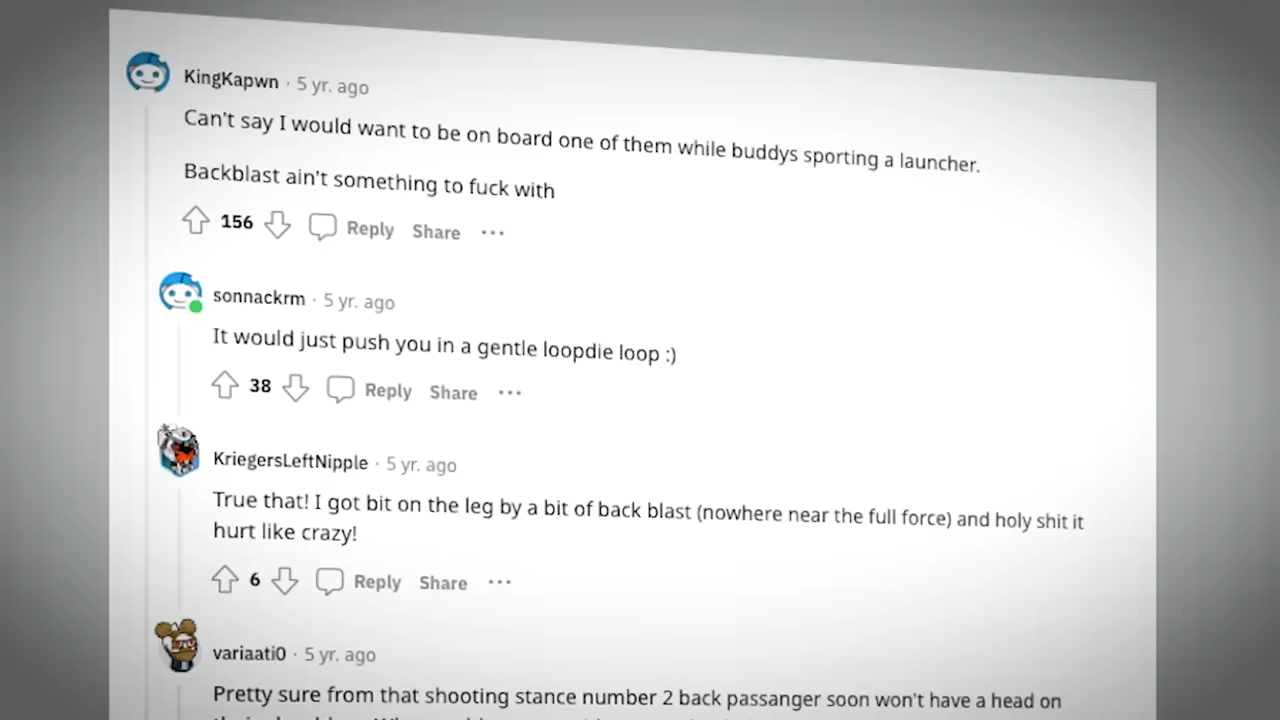 KingKapwn · 5 yr. ago
Can't say I would want to be on board one of them while buddys sporting a launcher.
Backblast ain't something to fuck with
156 Reply Share ...
sonnackrm · 5 yr. ago
It would just push you in a gentle loopdie loop :)
38 Reply Share ...
KriegersLeftNipple · 5 yr. ago
True that! I got bit on the leg by a bit of back blast (nowhere near the full force) and holy shit it
hurt like crazy!
6 Reply Share ...
variaati0 · 5 yr. ago
Pretty sure from that shooting stance number 2 back passanger soon won't have a head on